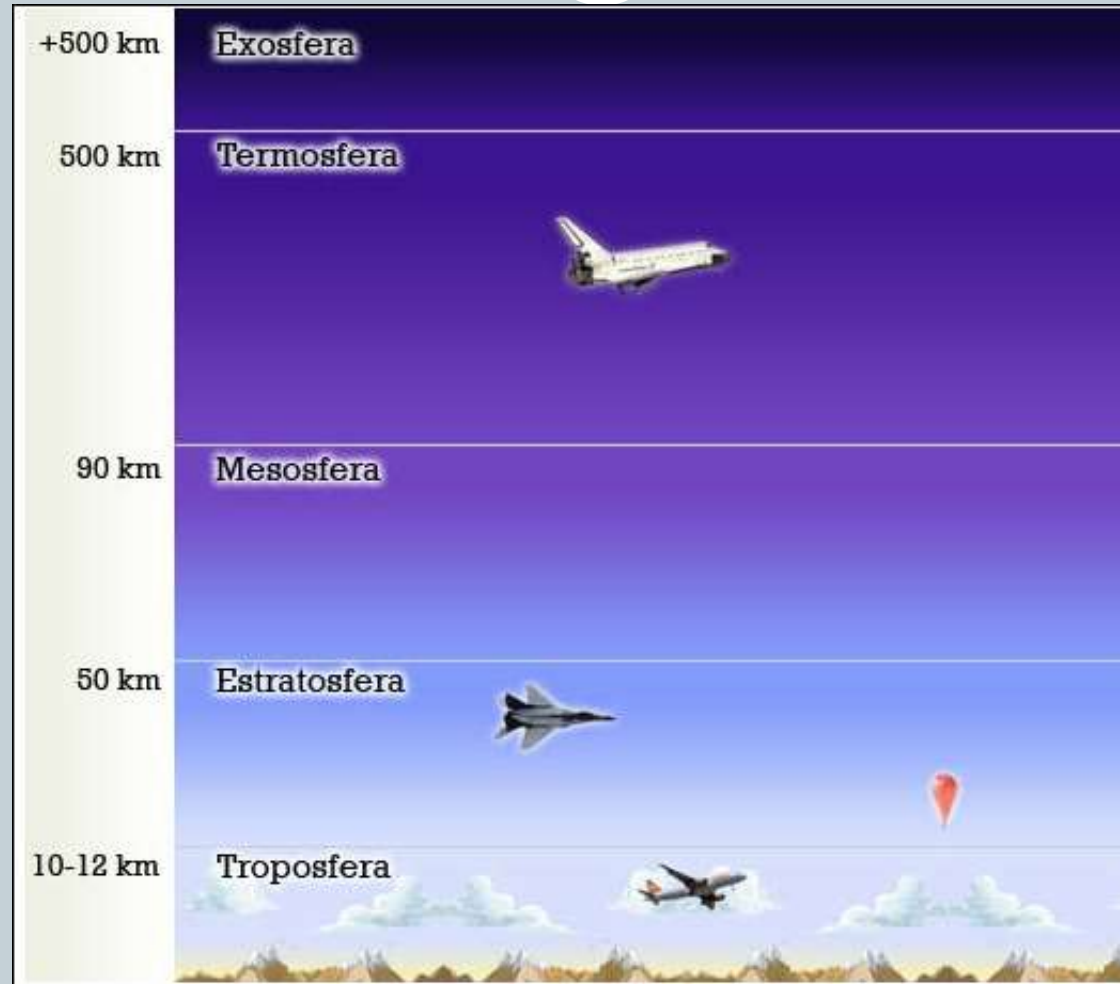 +500 km Exosfera
500 km Termosfera
90 km Mesosfera
50 km Estratosfera
10-12 km Troposfera